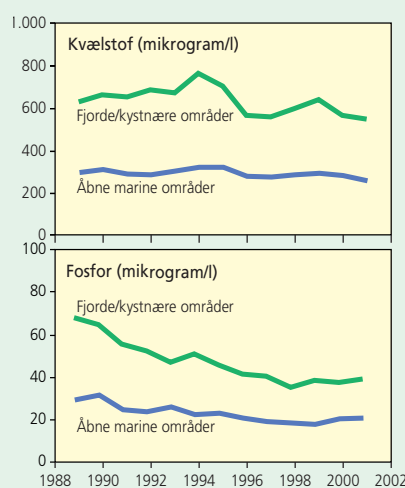 1.000
Kvælstof (mikrogram/l)
800
600
Fjorde/kystnære områder
400
Åbne marine områder
200
0
100
Fosfor (mikrogram/l)
80
Fjorde/kystnære områder
60
40
20
Åbne marine områder
0
1988 1990 1992 1994 1996 1998 2000 2002